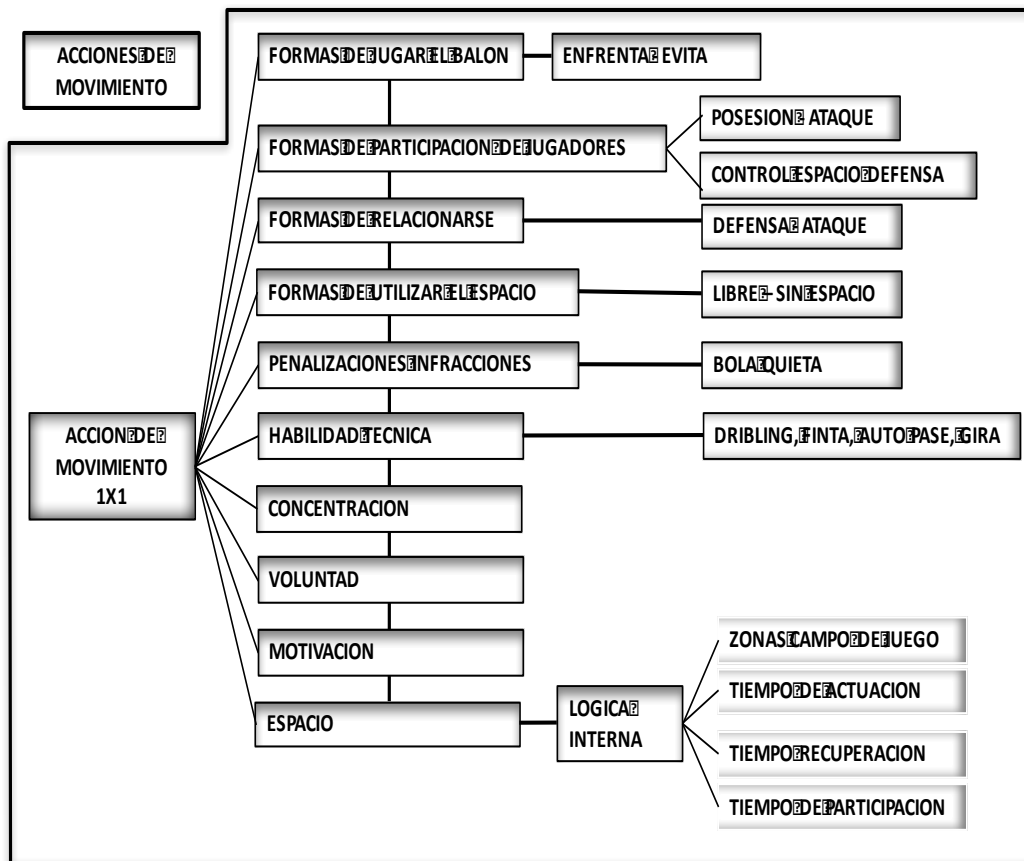 ACCIONES DE
MOVIMIENTO
FORMAS DE JUGAR EL BALON
ENFRENTA - EVITA
FORMAS DE PARTICIPACION DE JUGADORES
POSESION - ATAQUE
CONTROL ESPACIO DEFENSA
FORMAS DE RELACIONARSE
DEFENSA - ATAQUE
FORMAS DE UTILIZAR EL ESPACIO
LIBRE – SIN ESPACIO
PENALIZACIONES INFRACCIONES
BOLA QUIETA
ACCION DE
MOVIMIENTO
1X1
HABILIDAD TECNICA
DRIBLING, FINTA, AUTO PASE, GIRA
CONCENTRACION
VOLUNTAD
MOTIVACION
ESPACIO
LOGICA
INTERNA
ZONAS CAMPO DE JUEGO
TIEMPO DE ACTUACION
TIEMPO RECUPERACION
TIEMPO DE PARTICIPACION